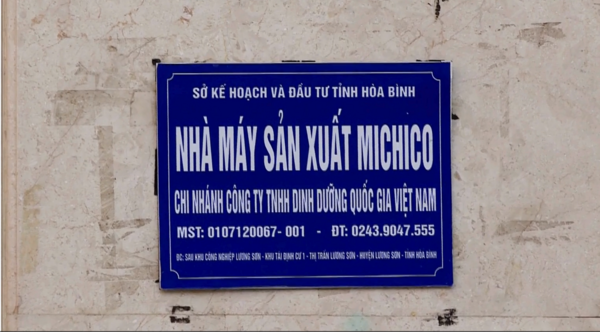 SỞ KẾ HOẠCH VÀ ĐẦU TƯ TỈNH HÒA BÌNH
NHÀ MÁY SẢN XUẤT MICHICO
CHI NHÁNH CÔNG TY TNHH DINH DƯỠNG QUỐC GIA VIỆT NAM
MST: 0107120067- 001 - ĐT: 0243.9047.555
ĐC: SAU KHU CÔNG NGHIỆP LƯƠNG SƠN - KHU TÁI ĐỊNH CƯ 1 - THỊ TRẤN LƯƠNG SƠN - HUYỆN LƯƠNG SƠN - TỈNH HÒA BÌNH